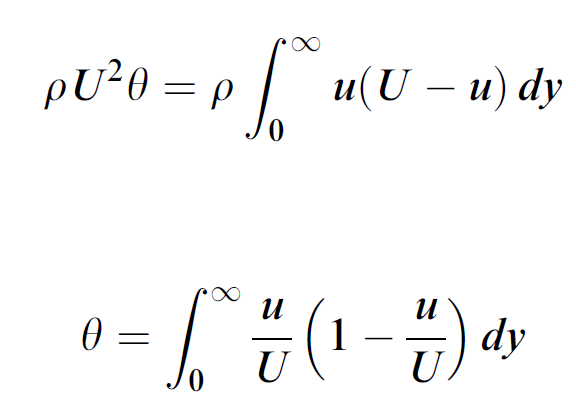 ρU²θ = ρ ∫₀^∞ u(U − u) dy
θ = ∫₀^∞ u/U (1 − u/U) dy